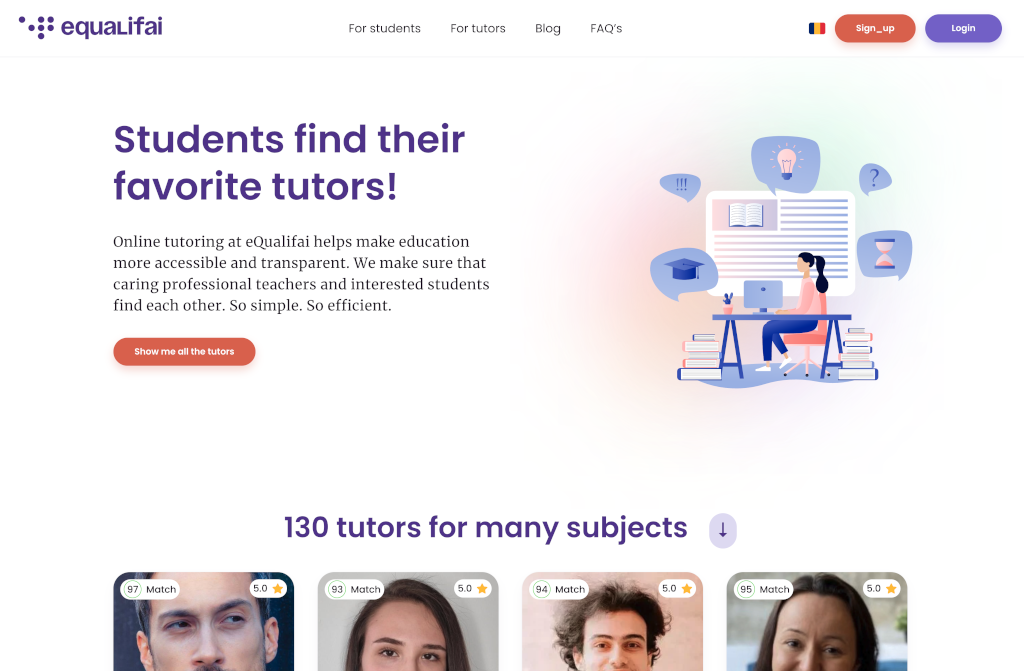 equaLifai
For students
For tutors
Blog
FAQ's
Sign_up
Login
Students find their
favorite tutors!
!!!
?
Online tutoring at eQualifai helps make education
more accessible and transparent. We make sure that
caring professional teachers and interested students
find each other. So simple. So efficient.
Show me all the tutors
130 tutors for many subjects ↓
97 Match 5.0
93 Match 5.0
94 Match 5.0
95 Match 5.0